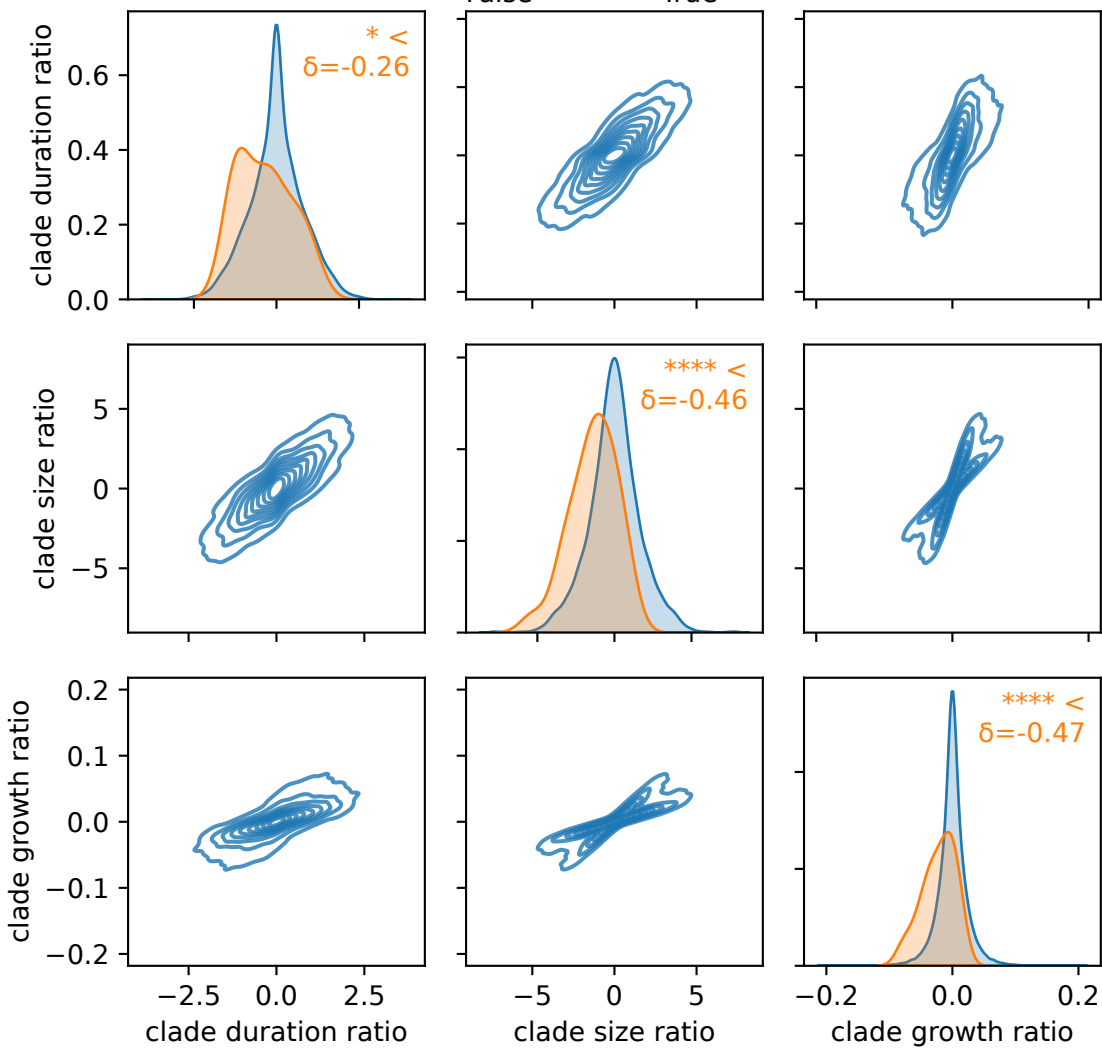 True
clade duration ratio
0.6
0.4
0.2
0.0
* <
δ=-0.26
clade size ratio
5
0
−5
**** <
δ=-0.46
clade growth ratio
0.2
0.1
0.0
−0.1
−0.2
**** <
δ=-0.47
−2.5 0.0 2.5
−5 0 5
−0.2 0.0 0.2
clade duration ratio
clade size ratio
clade growth ratio